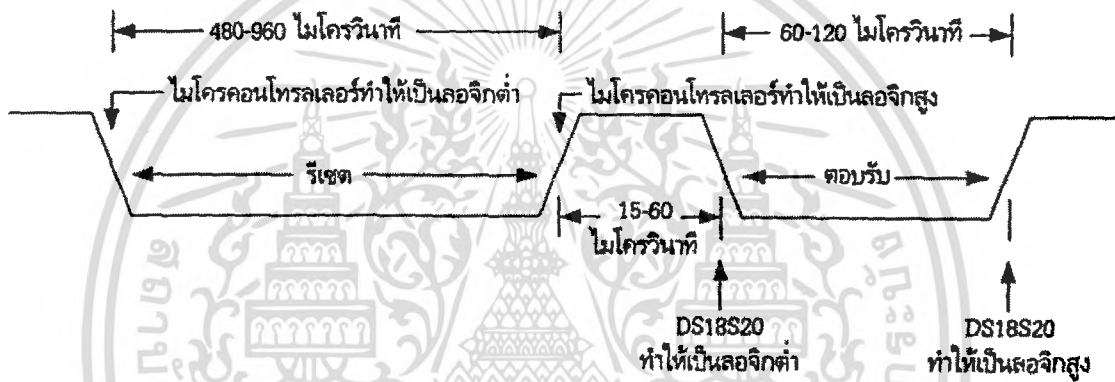 480-960 ไมโครวินาที
60-120 ไมโครวินาที
ไมโครคอนโทรลเลอร์ทำให้เป็นลอจิกต่ำ
ไมโครคอนโทรลเลอร์ทำให้เป็นลอจิกสูง
รีเซต
ตอบรับ
15-60
ไมโครวินาที
DS18S20
ทำให้เป็นลอจิกต่ำ
DS18S20
ทำให้เป็นลอจิกสูง